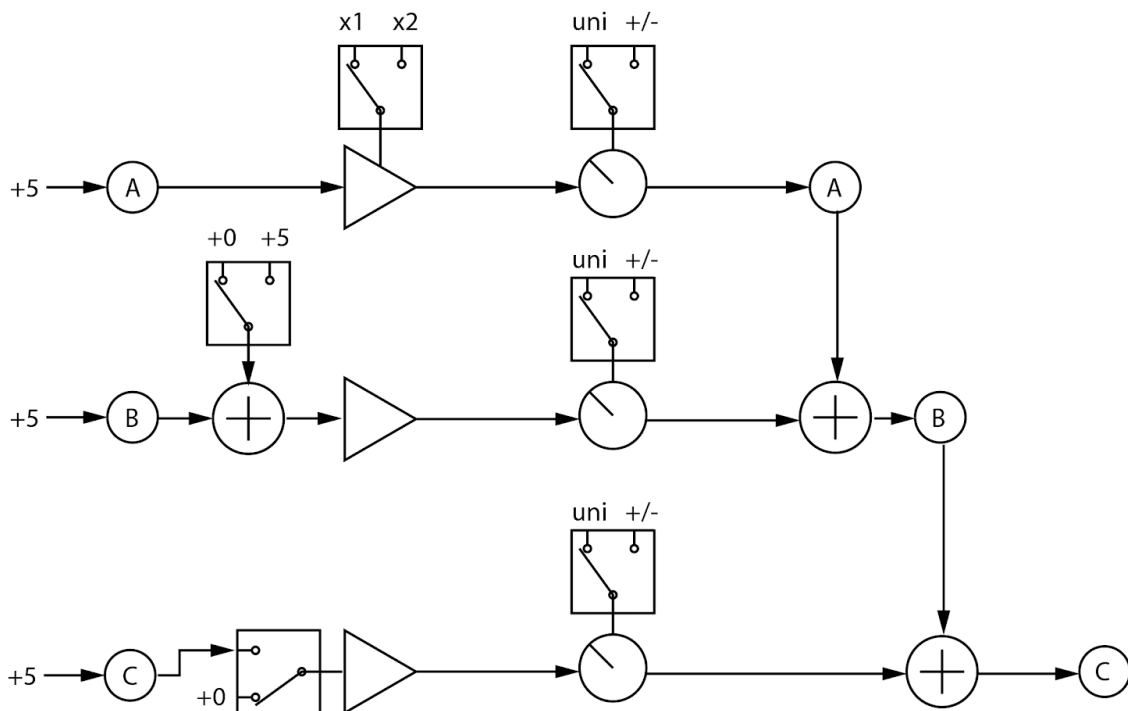 x1 x2
uni +/-
+5 A A
+0 +5
uni +/-
+5 B B
uni +/-
+5 C C
+0